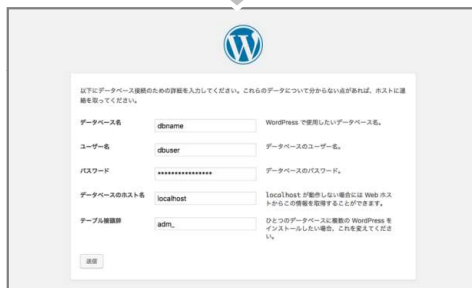 以下にデータベース接続のための詳細を入力してください。これらのデータについて分からない点があれば、ホストに連
絡を取ってください。
データベース名 dbname WordPress で使用したいデータベース名。
ユーザー名 dbuser データベースのユーザー名。
パスワード **************** データベースのパスワード。
データベースのホスト名 localhost localhost が動作しない場合には Web ホス
トからこの情報を取得することができます。
テーブル接頭辞 adm_ ひとつのデータベースに複数の WordPress を
インストールしたい場合、これを変えてくださ
い。
送信